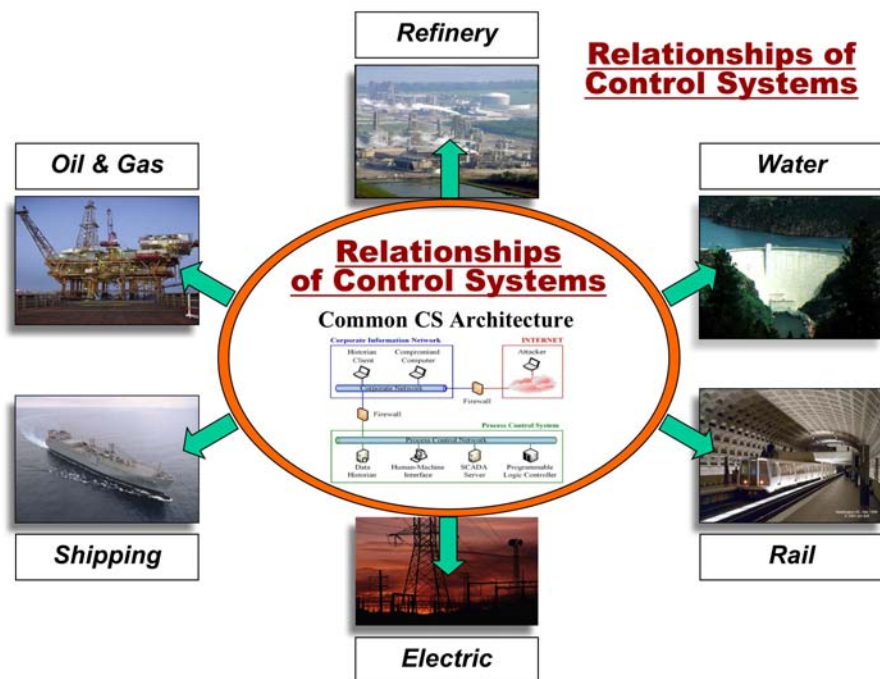 Refinery
Relationships of
Control Systems
Oil & Gas
Water
Relationships
of Control Systems
Common CS Architecture
Corporate Information Network
INTERNET
Historian
Client
Compromised
Computer
Attacker
Corporate Network
Firewall
Firewall
Process Control System
Process Control Network
Data
Historian
Human-Machine
Interface
SCADA
Server
Programmable
Logic Controller
Shipping
Rail
Electric